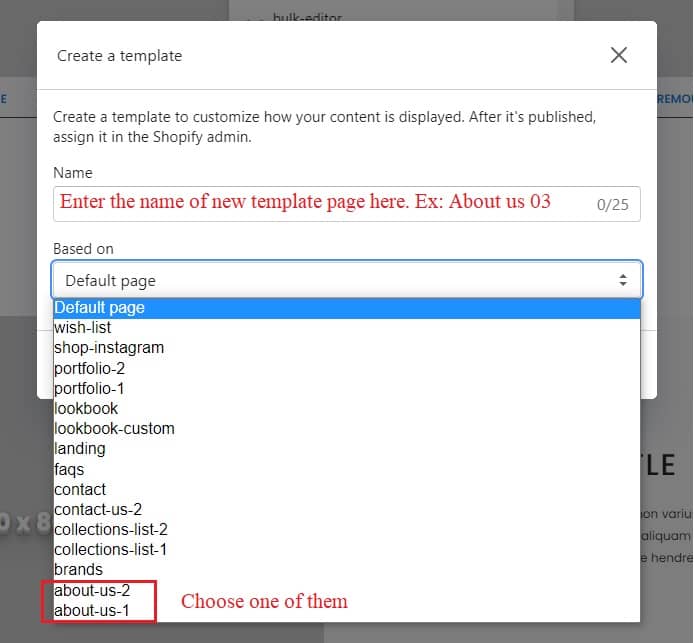 bulk-editor
Create a template
E
REMOU
Create a template to customize how your content is displayed. After it's published,
assign it in the Shopify admin.
Name
Enter the name of new template page here. Ex: About us 03
0/25
Based on
Default page
Default page
wish-list
shop-instagram
portfolio-2
portfolio-1
lookbook
lookbook-custom
landing
TLE
faqs
contact
contact-us-2
non variu
0 x 8
collections-list-2
aliquam
collections-list-1
e hendre
brands
about-us-2
about-us-1
Choose one of them